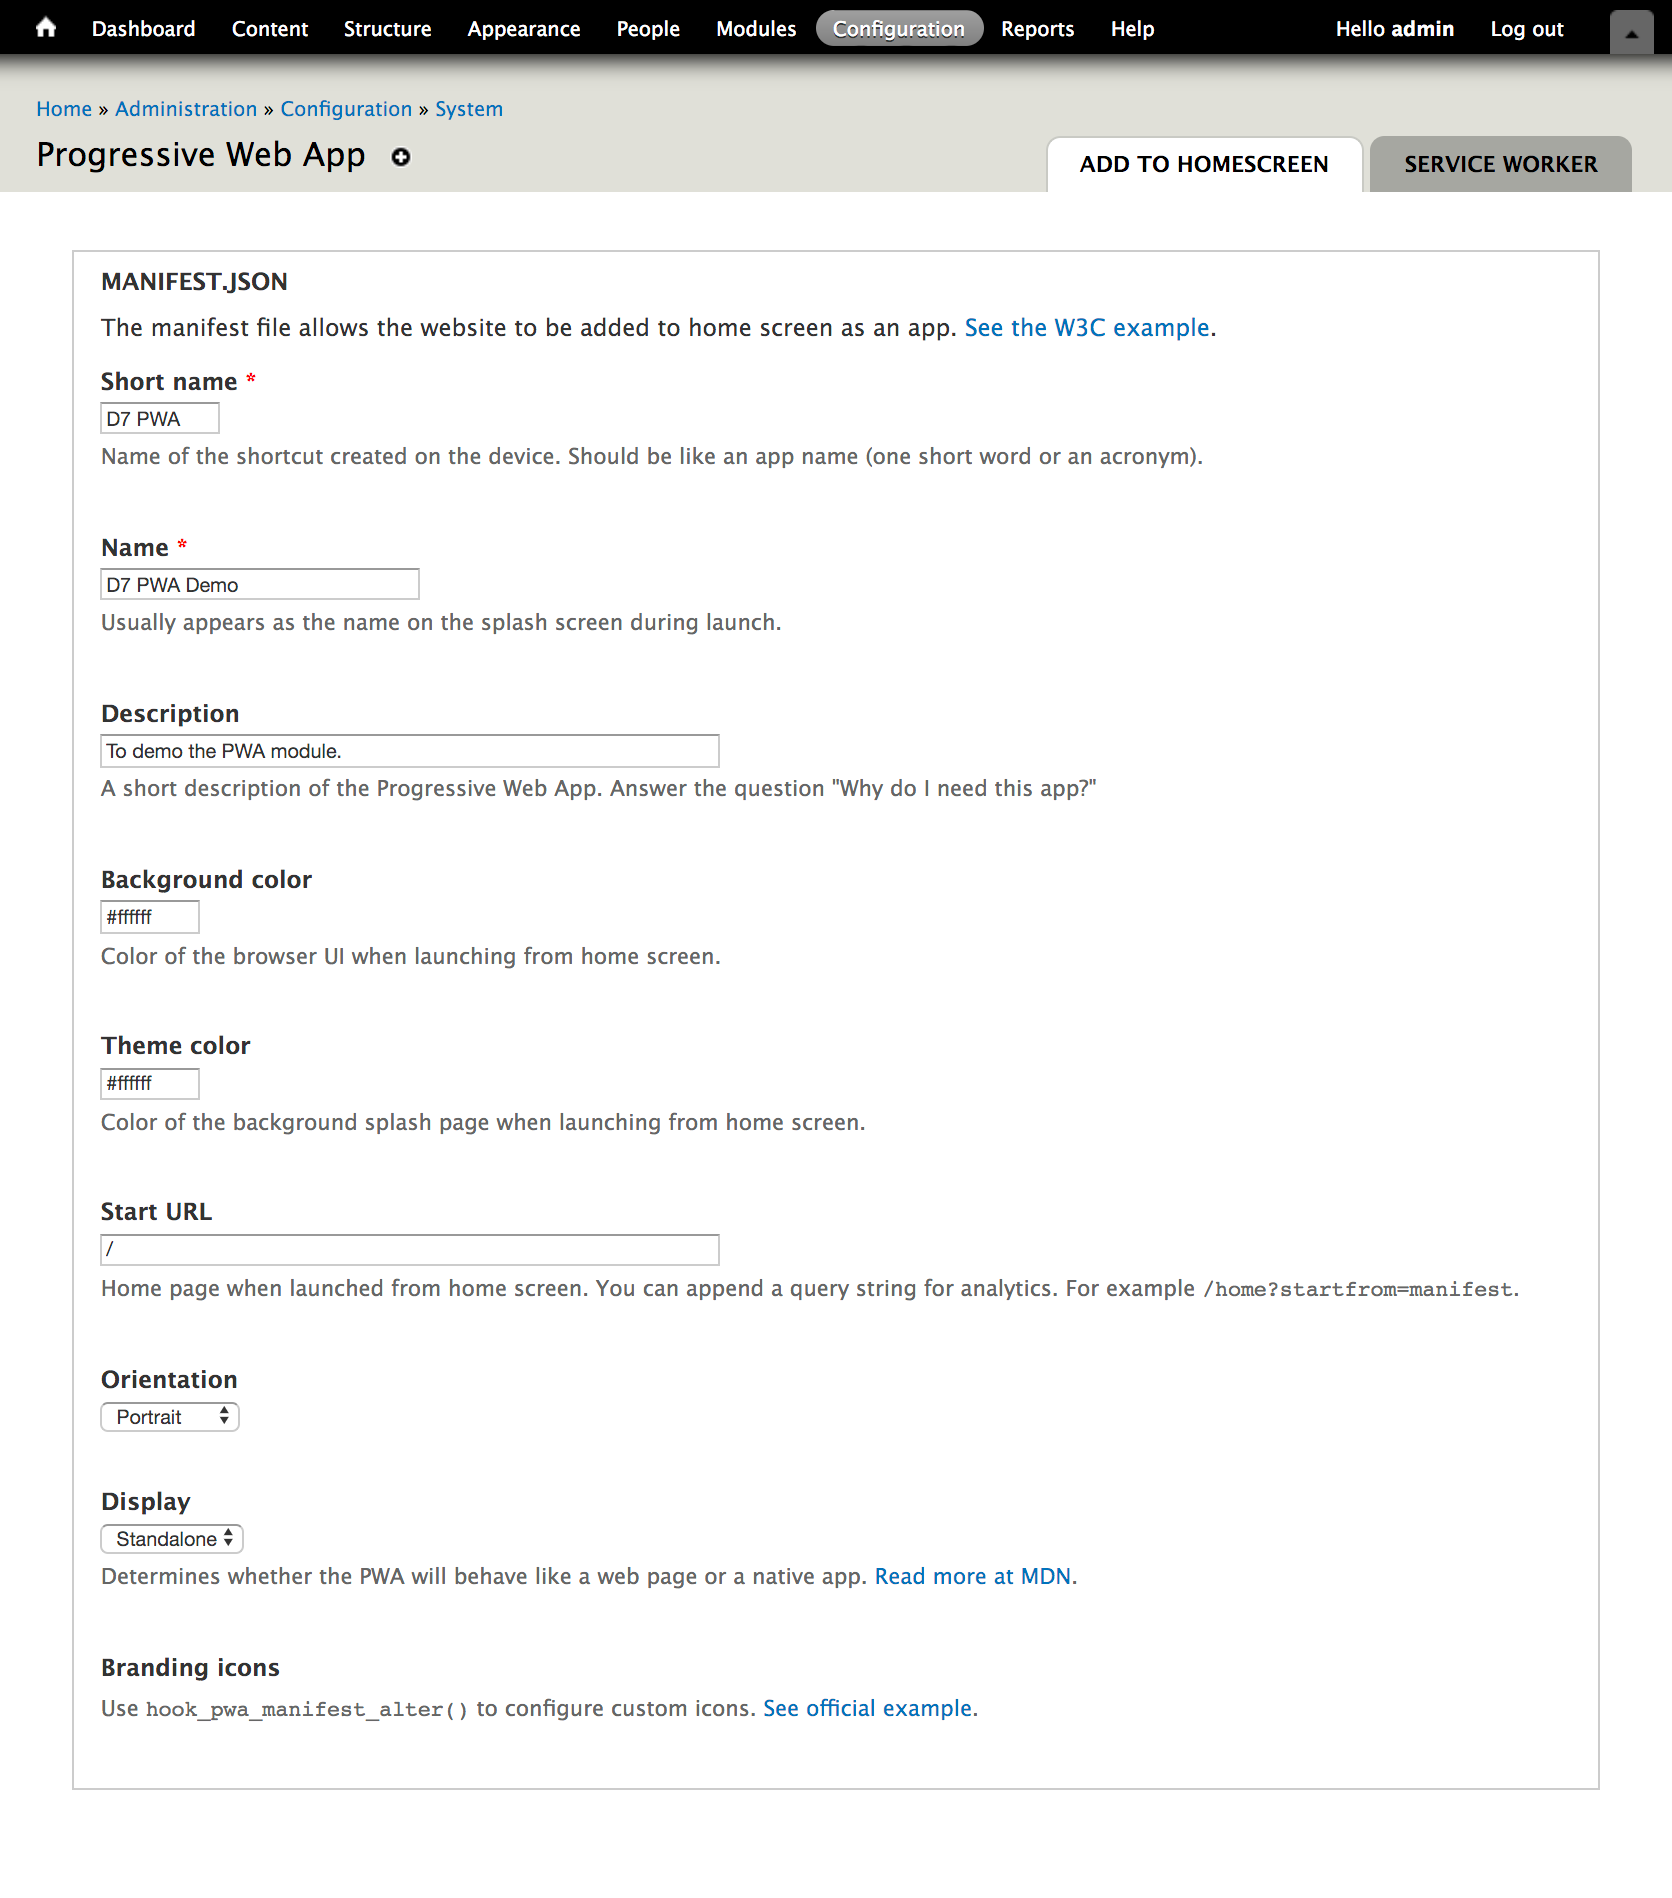 Dashboard Content Structure Appearance People Modules Configuration Reports Help Hello admin Log out
Home » Administration » Configuration » System
Progressive Web App
ADD TO HOMESCREEN SERVICE WORKER
MANIFEST.JSON
The manifest file allows the website to be added to home screen as an app. See the W3C example.
Short name *
D7 PWA
Name of the shortcut created on the device. Should be like an app name (one short word or an acronym).
Name *
D7 PWA Demo
Usually appears as the name on the splash screen during launch.
Description
To demo the PWA module.
A short description of the Progressive Web App. Answer the question "Why do I need this app?"
Background color
#ffffff
Color of the browser UI when launching from home screen.
Theme color
#ffffff
Color of the background splash page when launching from home screen.
Start URL
/
Home page when launched from home screen. You can append a query string for analytics. For example /home?startfrom=manifest.
Orientation
Portrait
Display
Standalone
Determines whether the PWA will behave like a web page or a native app. Read more at MDN.
Branding icons
Use hook_pwa_manifest_alter() to configure custom icons. See official example.